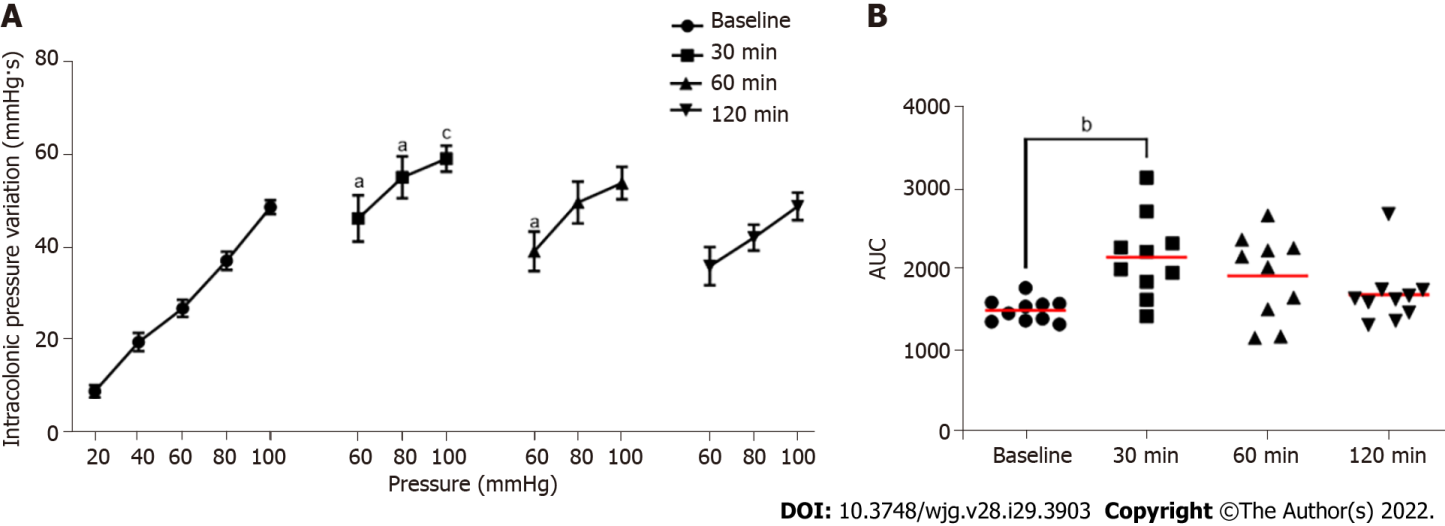 A
Intracolonic pressure variation (mmHg·s)
80
60
40
20
0
Baseline
30 min
60 min
120 min
a
a
c
a
20 40 60 80 100 60 80 100 60 80 100 60 80 100
Pressure (mmHg)
B
AUC
4000
3000
2000
1000
0
b
Baseline 30 min 60 min 120 min
DOI: 10.3748/wjg.v28.i29.3903 Copyright ©The Author(s) 2022.